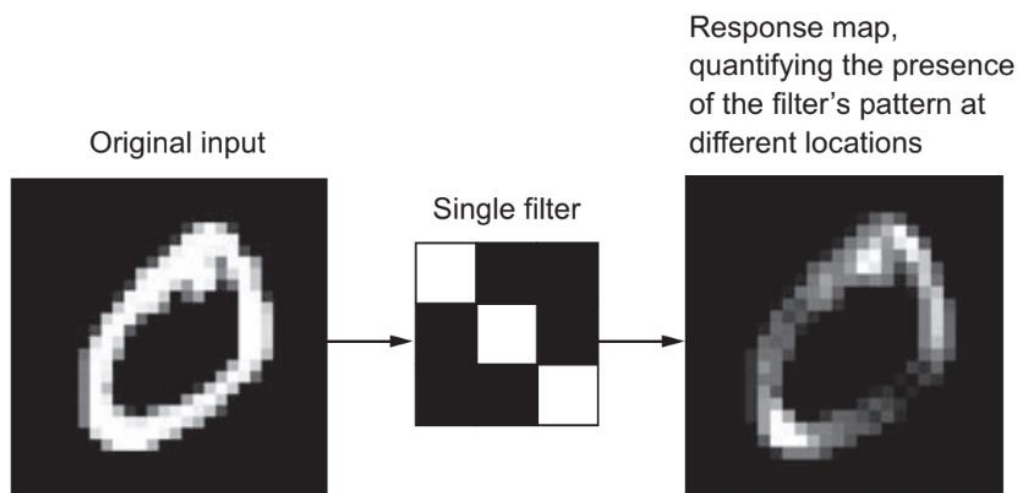 Original input
Single filter
Response map,
quantifying the presence
of the filter's pattern at
different locations